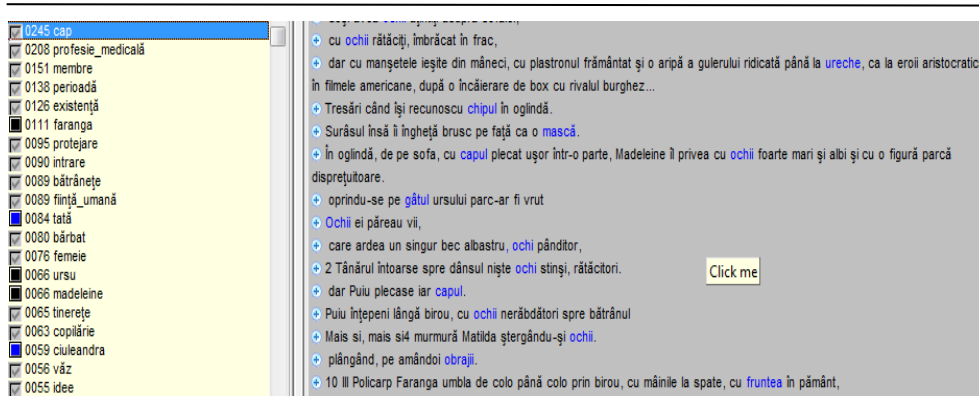 0245 cap
0208 profesie_medicală
0151 membre
0138 perioadă
0126 existență
0111 faranga
0095 protejare
0090 intrare
0089 bătrânețe
0089 ființă_umană
0084 tată
0080 bărbat
0076 femeie
0066 ursu
0066 madeleine
0065 tinerețe
0063 copilărie
0059 ciuleandra
0056 văz
0055 idee
cu ochii rătăciți, îmbrăcat în frac,
dar cu manșetele ieșite din mâneci, cu plastronul frământat și o aripă a gulerului ridicată până la ureche, ca la eroii aristocratic
în filmele americane, după o încăierare de box cu rivalul burghez...
Tresări când își recunoscu chipul în oglindă.
Surâsul însă îi îngheță brusc pe față ca o mască.
În oglindă, de pe sofa, cu capul plecat ușor într-o parte, Madeleine îl privea cu ochii foarte mari și albi și cu o figură parcă
disprețuitoare.
oprindu-se pe gâtul ursului parc-ar fi vrut
Ochii ei păreau vii,
care ardea un singur bec albastru, ochi pânditor,
2 Tânărul întoarse spre dânsul niște ochi stinși, rătăcitori.
Click me
dar Puiu plecase iar capul.
Puiu înțepeni lângă birou, cu ochii nerăbdători spre bătrânul
Mais si, mais si4 murmură Matilda ștergându-și ochii.
plângând, pe amândoi obrajii.
10 III Policarp Faranga umbla de colo până colo prin birou, cu mâinile la spate, cu fruntea în pământ,